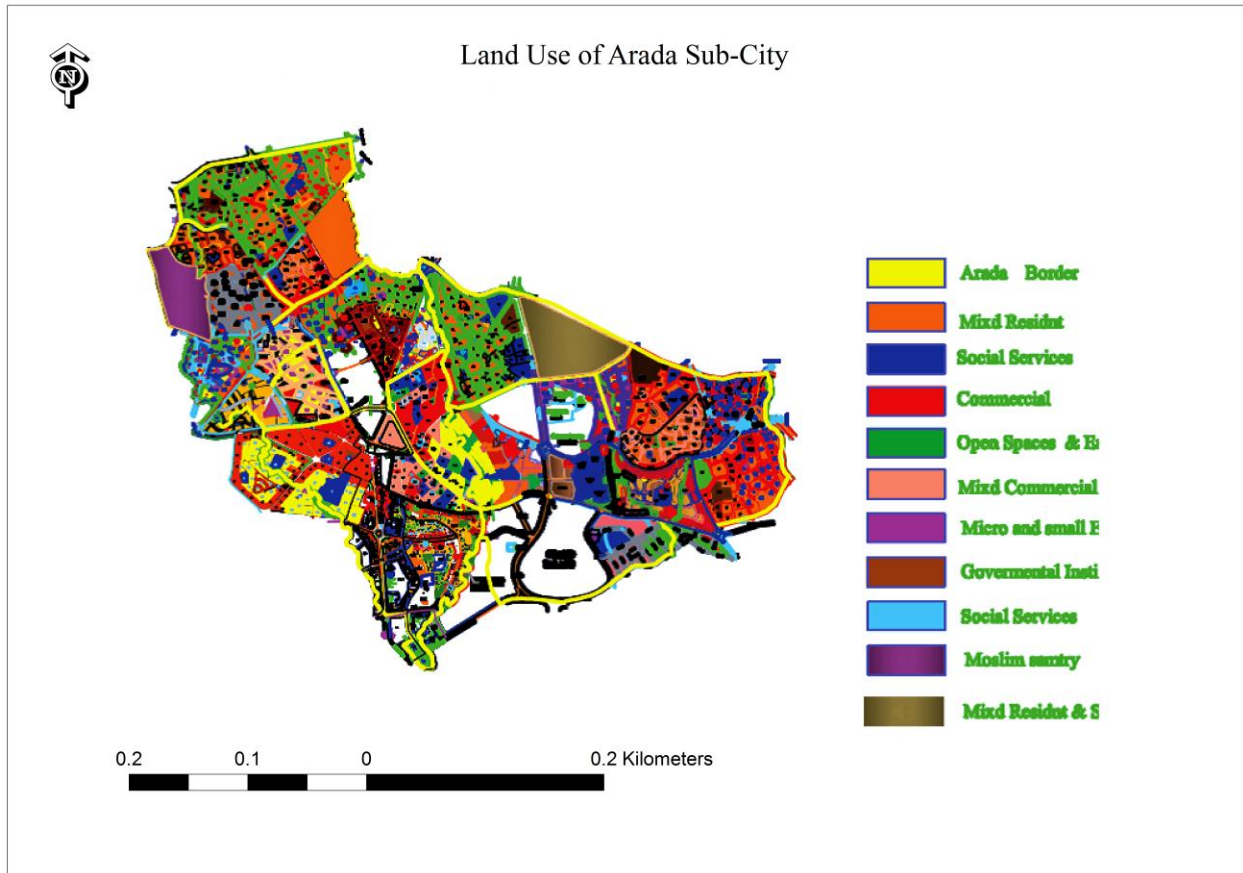 Land Use of Arada Sub-City
N
Arada Border
Mixd Residnt
Social Services
Commercial
Open Spaces & E
Mixd Commercial
Micro and small E
Govermental Insti
Social Services
Moslim samtry
Mixd Residnt & S
0.2 0.1 0 0.2 Kilometers